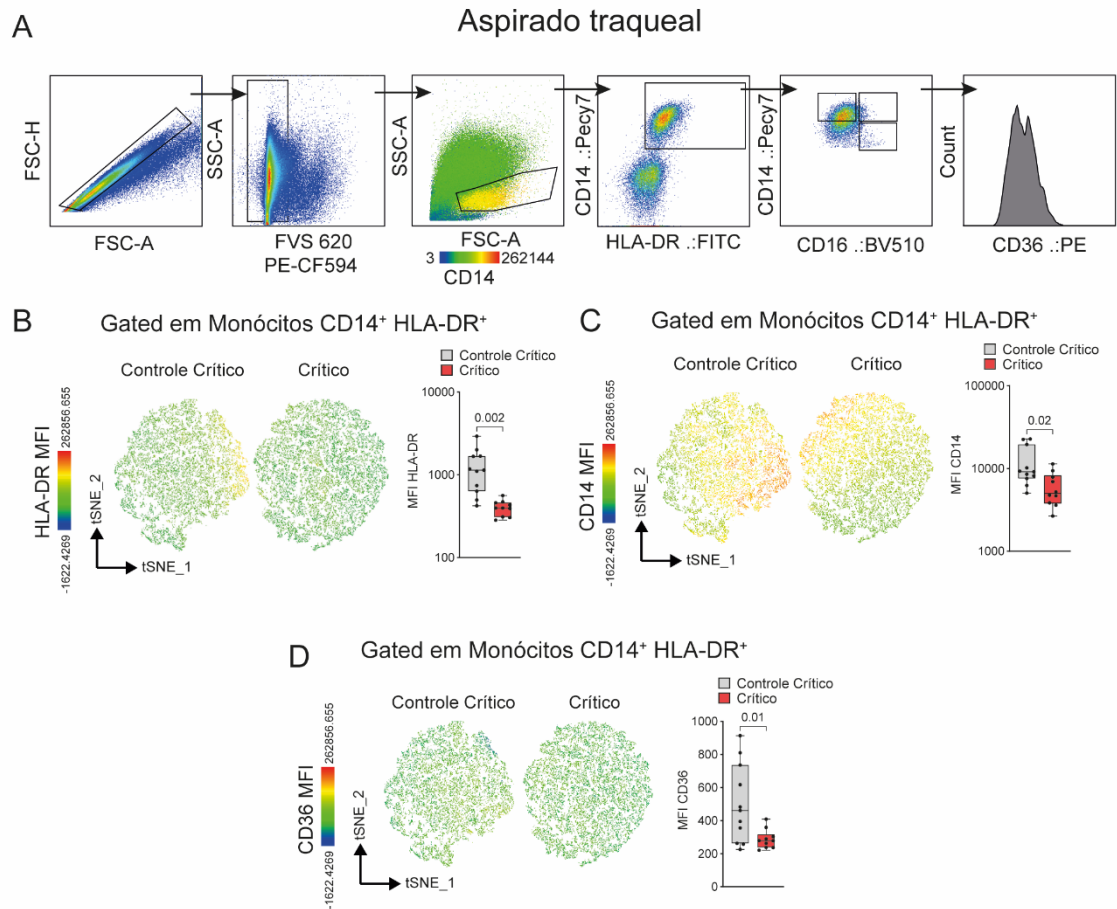 Aspirado traqueal
A
FSC-H
FSC-A
SSC-A
FVS 620
PE-CF594
SSC-A
FSC-A
3 262144
CD14
CD14 .:Pecy7
HLA-DR .:FITC
CD14 .:Pecy7
CD16 .:BV510
Count
CD36 .:PE
B
Gated em Monócitos CD14⁺ HLA-DR⁺
Controle Crítico
Crítico
HLA-DR MFI
262856.655
-1622.4269
tSNE_2
tSNE_1
Controle Crítico
Crítico
MFI HLA-DR
10000
1000
100
0.002
C
Gated em Monócitos CD14⁺ HLA-DR⁺
Controle Crítico
Crítico
CD14 MFI
262856.655
-1622.4269
tSNE_2
tSNE_1
Controle Crítico
Crítico
MFI CD14
100000
10000
1000
0.02
D
Gated em Monócitos CD14⁺ HLA-DR⁺
Controle Crítico
Crítico
CD36 MFI
262856.655
-1622.4269
tSNE_2
tSNE_1
Controle Crítico
Crítico
MFI CD36
1000
800
600
400
200
0
0.01